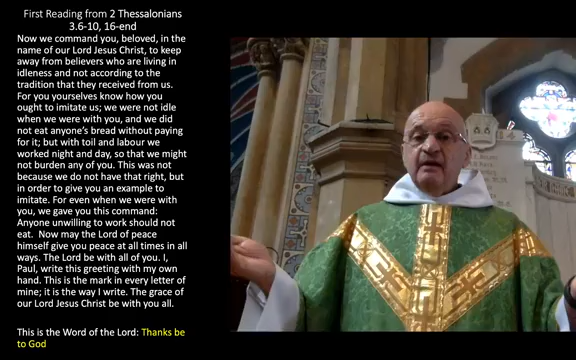 First Reading from 2 Thessalonians
3.6-10, 16-end
Now we command you, beloved, in the
name of our Lord Jesus Christ, to keep
away from believers who are living in
idleness and not according to the
tradition that they received from us.
For you yourselves know how you
ought to imitate us; we were not idle
when we were with you, and we did
not eat anyone's bread without paying
for it; but with toil and labour we
worked night and day, so that we might
not burden any of you. This was not
because we do not have that right, but
in order to give you an example to
imitate. For even when we were with
you, we gave you this command:
Anyone unwilling to work should not
eat. Now may the Lord of peace
himself give you peace at all times in all
ways. The Lord be with all of you. I,
Paul, write this greeting with my own
hand. This is the mark in every letter of
mine; it is the way I write. The grace of
our Lord Jesus Christ be with you all.
This is the Word of the Lord: Thanks be
to God